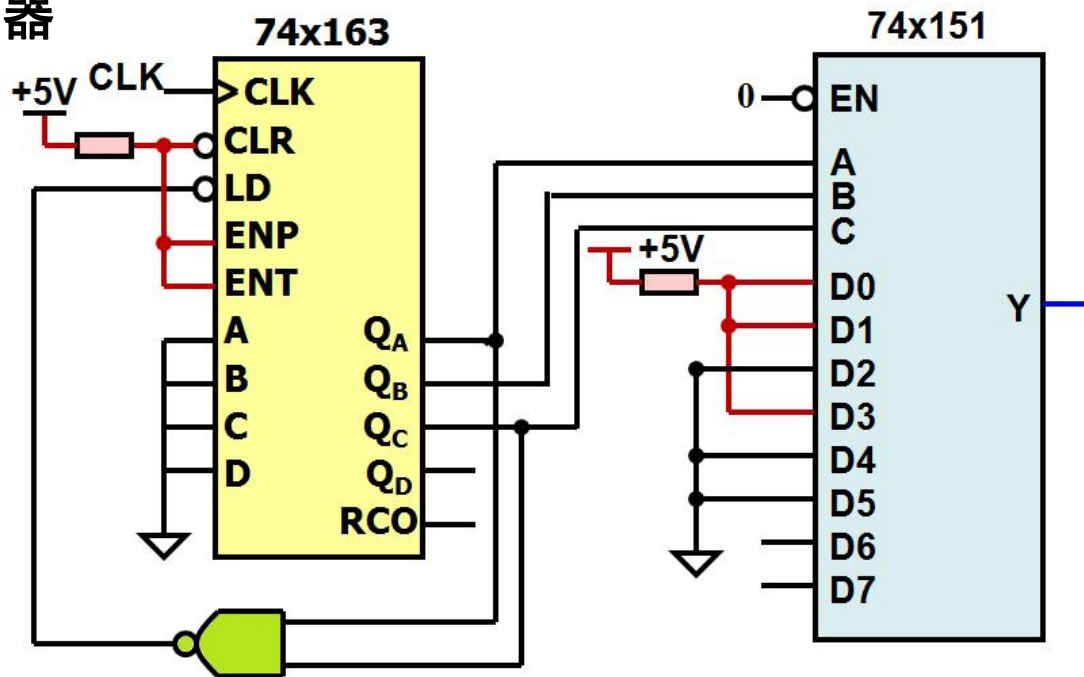 器
74x163
74x151
+5V
CLK
CLK
CLR
LD
ENP
ENT
A
B
C
D
QA
QB
QC
QD
RCO
0
EN
A
B
C
+5V
D0
D1
D2
D3
D4
D5
D6
D7
Y